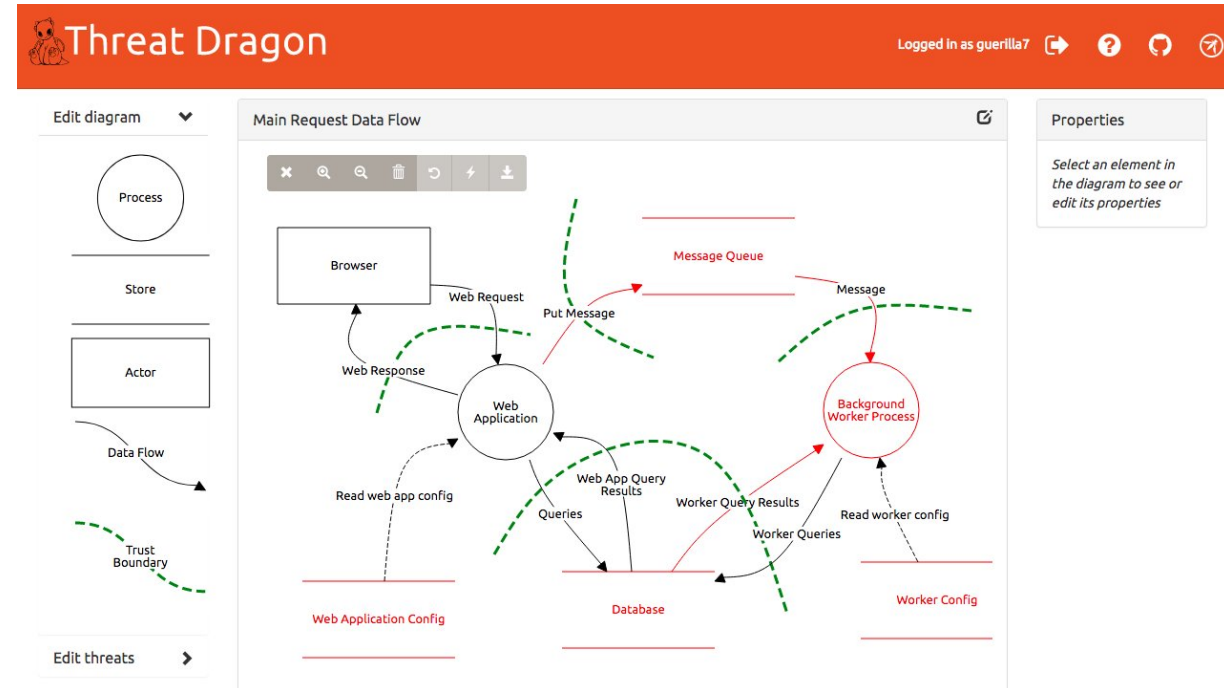 Threat Dragon
Logged in as guerilla7
Edit diagram
Process
Store
Actor
Data Flow
Trust
Boundary
Edit threats
Main Request Data Flow
Browser
Web Request
Message Queue
Put Message
Message
Web Response
Web
Application
Background
Worker Process
Read web app config
Web App Query
Results
Queries
Worker Query Results
Worker Queries
Read worker config
Web Application Config
Database
Worker Config
Properties
Select an element in
the diagram to see or
edit its properties